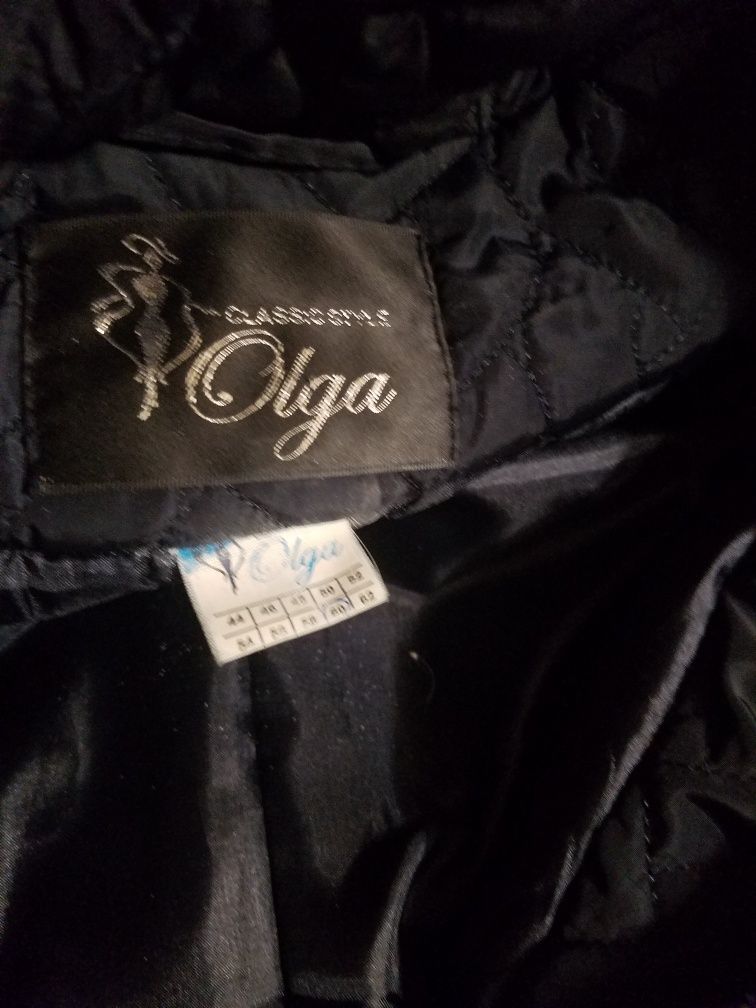 CLASSIC STYLE
Olga
Olga
44 46 48 50 52
54 56 58 60 62